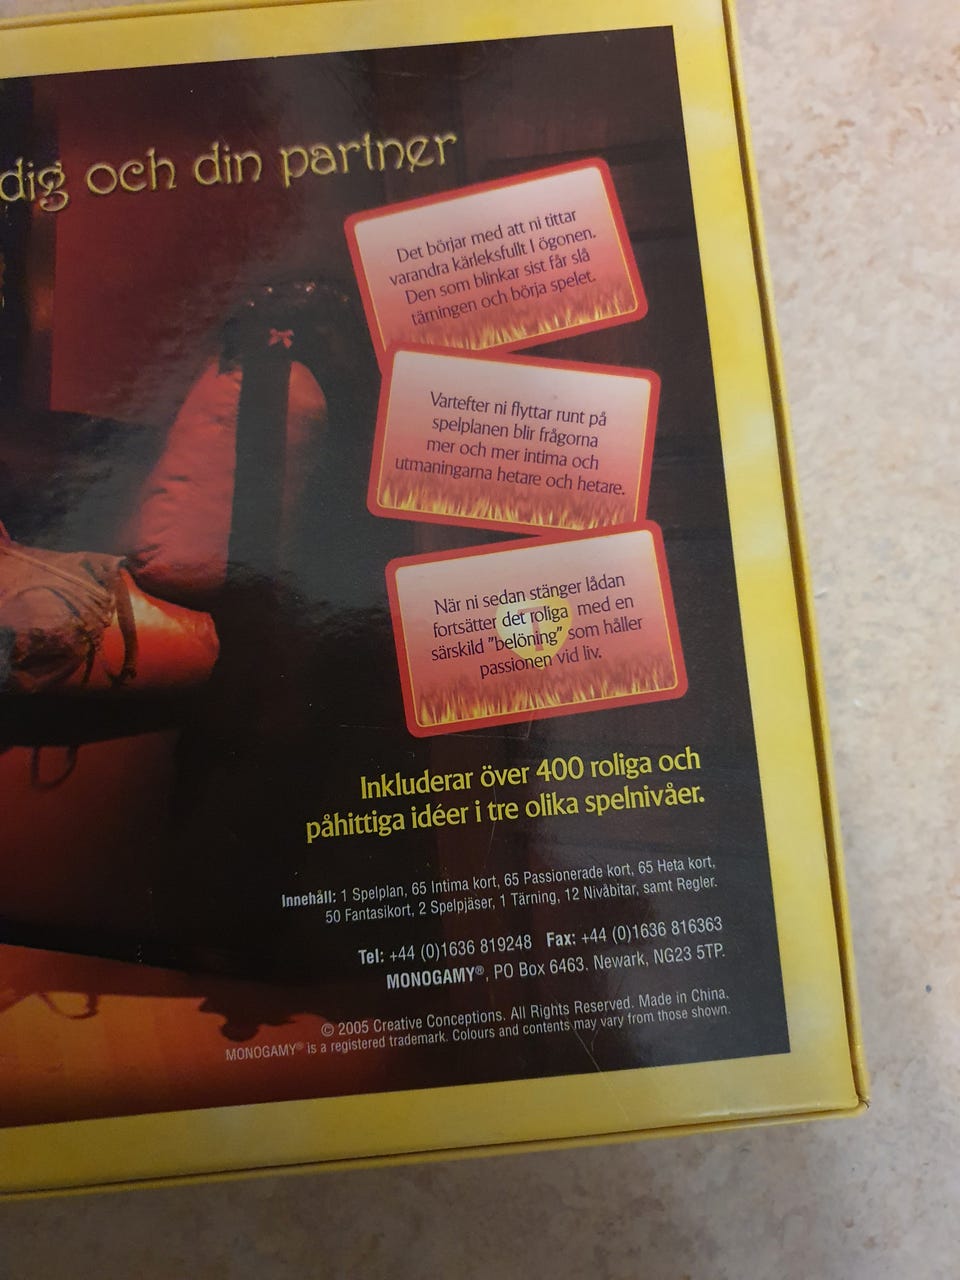 dig och din partner
Det börjar med att ni tittar
varandra kärleksfullt I ögonen.
Den som blinkar sist får slå
tärningen och börja spelet.
Vartefter ni flyttar runt på
spelplanen blir frågorna
mer och mer intima och
utmaningarna hetare och hetare.
När ni sedan stänger lådan
fortsätter det roliga med en
särskild "belöning" som håller
passionen vid liv.
Inkluderar över 400 roliga och
påhittiga idéer i tre olika spelnivåer.
Innehåll: 1 Spelplan, 65 Intima kort, 65 Passionerade kort, 65 Heta kort,
50 Fantasikort, 2 Spelpjäser, 1 Tärning, 12 Nivåbitar, samt Regler.
Tel: +44 (0)1636 819248 Fax: +44 (0)1636 816363
MONOGAMY®, PO Box 6463. Newark, NG23 5TP.
© 2005 Creative Conceptions. All Rights Reserved. Made in China.
MONOGAMY® is a registered trademark. Colours and contents may vary from those shown.